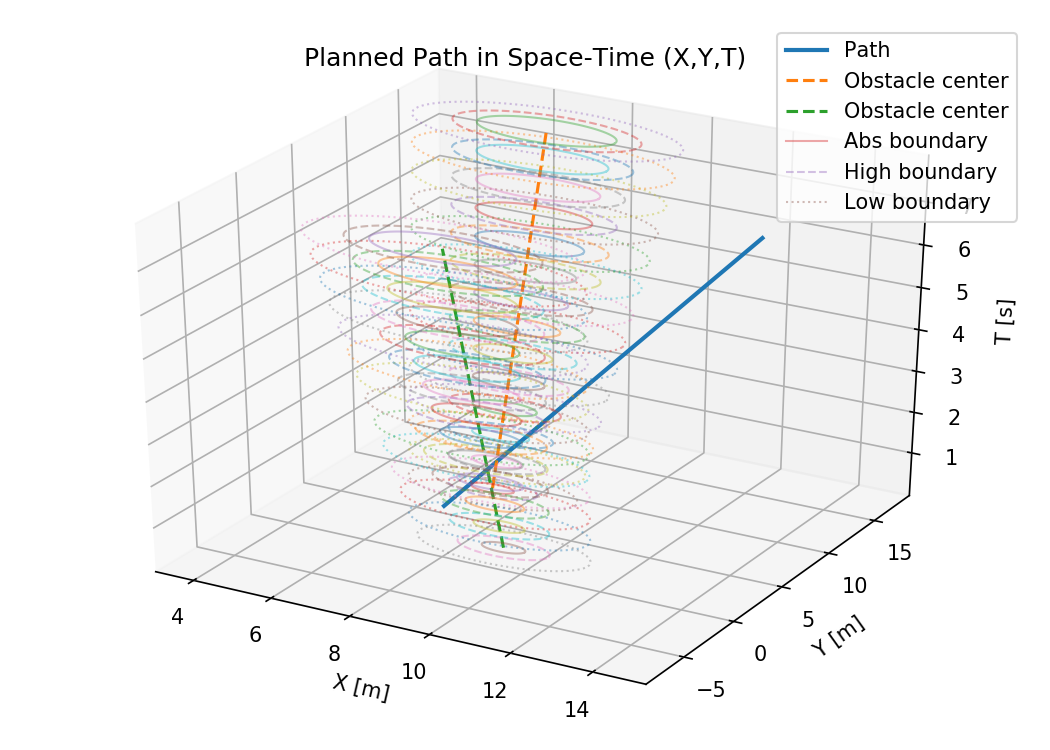 Planned Path in Space-Time (X,Y,T)
Path
Obstacle center
Obstacle center
Abs boundary
High boundary
Low boundary
6
5
4
3
2
1
T [s]
15
10
5
0
−5
Y [m]
4
6
8
10
12
14
X [m]